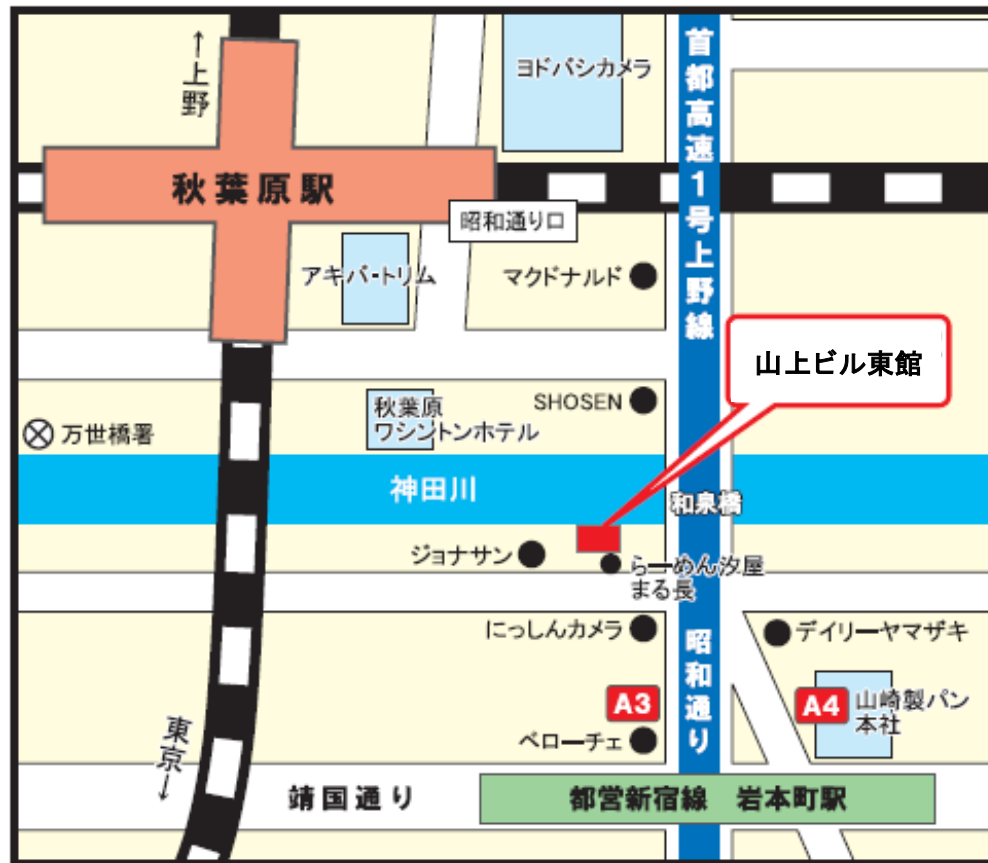 ←上野
ヨドバシカメラ
首都高速1号上野線
秋葉原駅
昭和通り口
アキバ・トリム
マクドナルド
山上ビル東館
秋葉原
ワシントンホテル
SHOSEN
万世橋署
神田川
和泉橋
ジョナサン
らーめん汐屋
まる長
にっしんカメラ
昭和通り
デイリーヤマザキ
A3
A4
山崎製パン
本社
ベローチェ
東京→
靖国通り
都営新宿線 岩本町駅